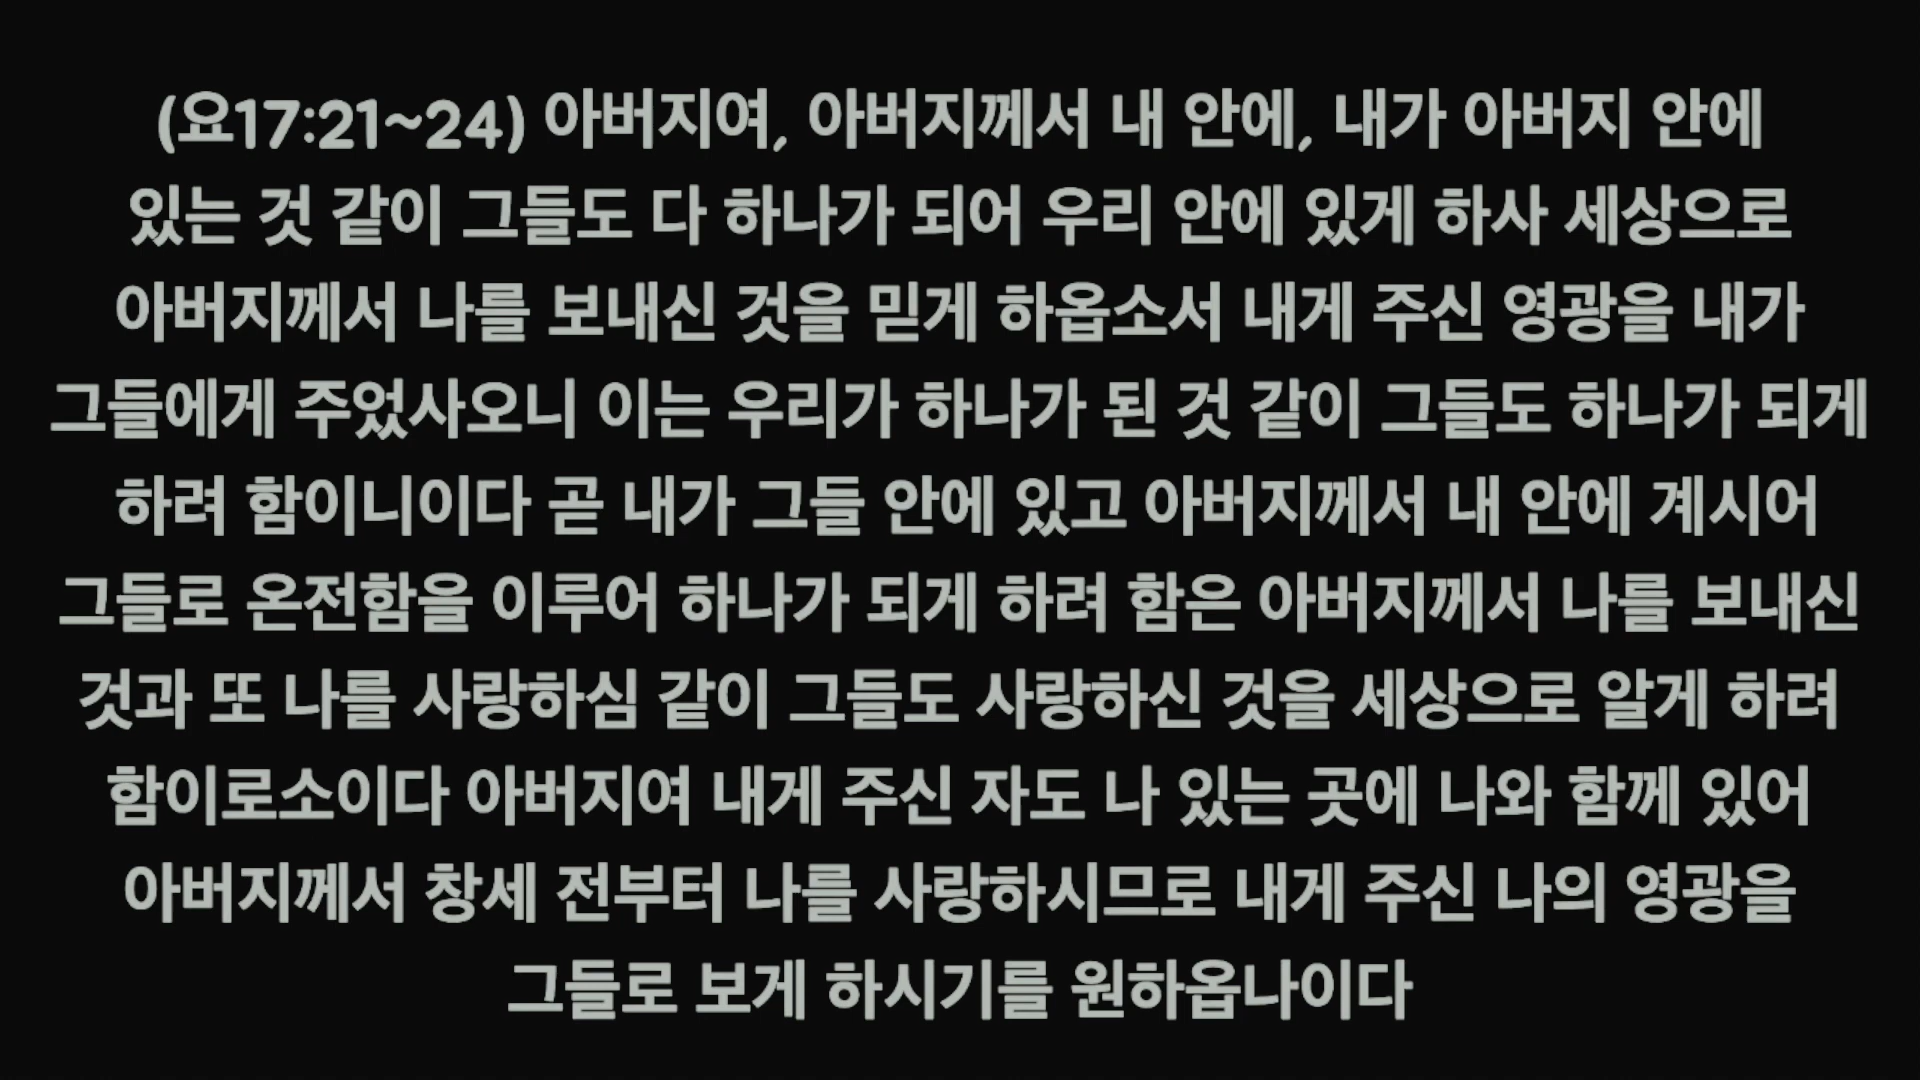 (요17:21~24) 아버지여, 아버지께서 내 안에, 내가 아버지 안에
있는 것 같이 그들도 다 하나가 되어 우리 안에 있게 하사 세상으로
아버지께서 나를 보내신 것을 믿게 하옵소서 내게 주신 영광을 내가
그들에게 주었사오니 이는 우리가 하나가 된 것 같이 그들도 하나가 되게
하려 함이니이다 곧 내가 그들 안에 있고 아버지께서 내 안에 계시어
그들로 온전함을 이루어 하나가 되게 하려 함은 아버지께서 나를 보내신
것과 또 나를 사랑하심 같이 그들도 사랑하신 것을 세상으로 알게 하려
함이로소이다 아버지여 내게 주신 자도 나 있는 곳에 나와 함께 있어
아버지께서 창세 전부터 나를 사랑하시므로 내게 주신 나의 영광을
그들로 보게 하시기를 원하옵나이다